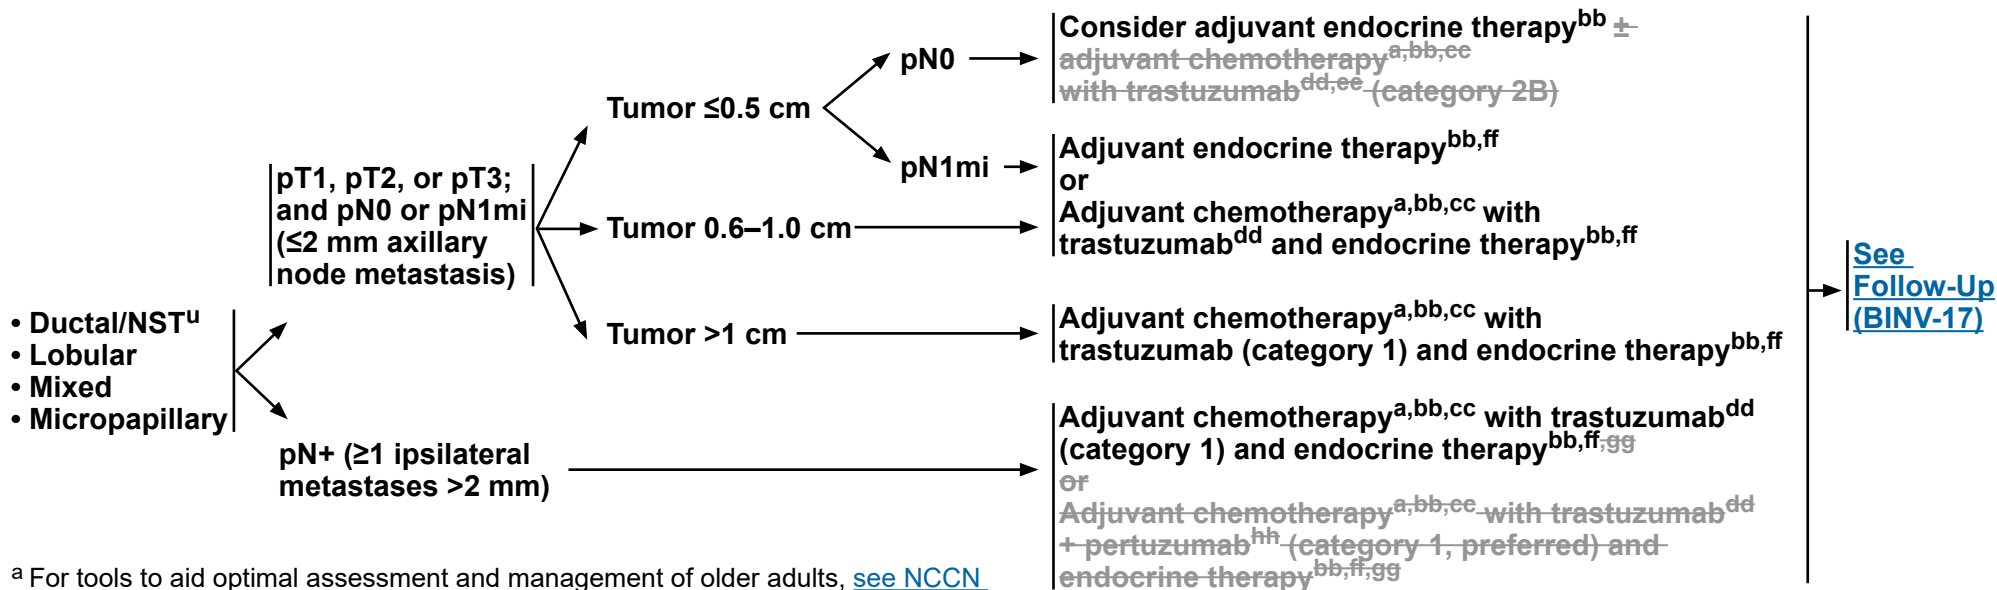 • Ductal/NSTu
• Lobular
• Mixed
• Micropapillary
pT1, pT2, or pT3;
and pN0 or pN1mi
(≤2 mm axillary
node metastasis)
pN+ (≥1 ipsilateral
metastases >2 mm)
Tumor ≤0.5 cm
Tumor 0.6–1.0 cm
Tumor >1 cm
pN0
pN1mi
Consider adjuvant endocrine therapybb ±
adjuvant chemotherapya,bb,cc
with trastuzumabdd,ee (category 2B)
Adjuvant endocrine therapybb,ff
or
Adjuvant chemotherapya,bb,cc with
trastuzumabdd and endocrine therapybb,ff
Adjuvant chemotherapya,bb,cc with
trastuzumab (category 1) and endocrine therapybb,ff
Adjuvant chemotherapya,bb,cc with trastuzumabdd
(category 1) and endocrine therapybb,ff,gg
or
Adjuvant chemotherapya,bb,cc with trastuzumabdd
+ pertuzumabhh (category 1, preferred) and
endocrine therapybb,ff,gg
See
Follow-Up
(BINV-17)
a For tools to aid optimal assessment and management of older adults, see NCCN